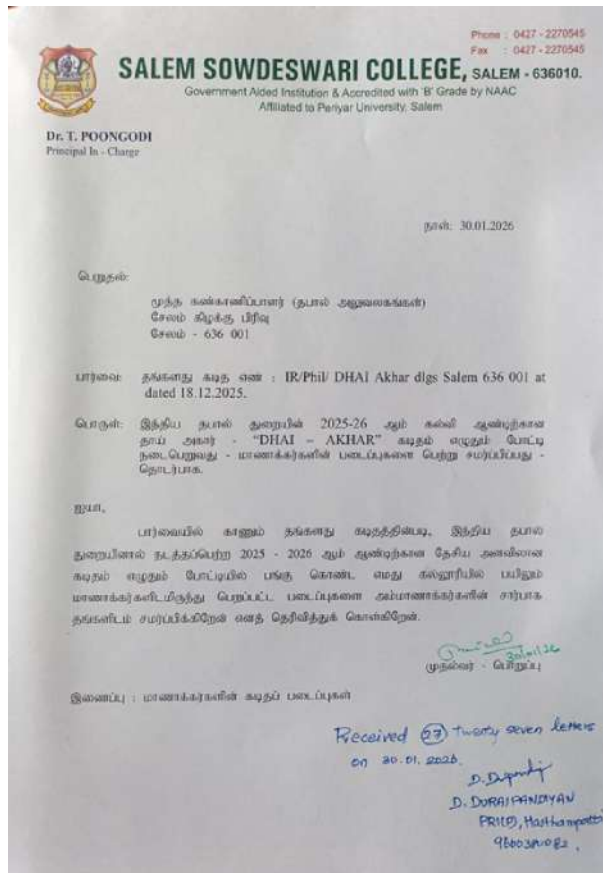 Phone : 0427 - 2270545
Fax : 0427 - 2270545
SALEM SOWDESWARI COLLEGE, SALEM - 636010.
Government Aided Institution & Accredited with 'B' Grade by NAAC
Affiliated to Periyar University, Salem
Dr. T. POONGODI
Principal In - Charge
நாள்: 30.01.2026
பெறுதல்:
முத்த கண்காணிப்பாளர் (தபால் அலுவலகங்கள்)
சேலம் கிழக்கு பிரிவு
சேலம் - 636 001
பார்வை: தங்களது கடித எண் : IR/Phil/ DHAI Akhar dlgs Salem 636 001 at
dated 18.12.2025.
பொருள்: இந்திய தபால் துறையின் 2025-26 ஆம் கல்வி ஆண்டிற்கான
தாய் அகார் - "DHAI – AKHAR" கடிதம் எழுதும் போட்டி
நடைபெறுவது - மாணாக்கர்களின் படைப்புகளை பெற்று சமர்ப்பிப்பது -
தொடர்பாக.
ஐயா,
பார்வையில் காணும் தங்களது கடிதத்தின்படி, இந்திய தபால்
துறையினால் நடத்தப்பெற்ற 2025 - 2026 ஆம் ஆண்டிற்கான தேசிய அளவிலான
கடிதம் எழுதும் போட்டியில் பங்கு கொண்ட எமது கல்லூரியில் பயிலும்
மாணாக்கர்களிடமிருந்து பெறப்பட்ட படைப்புகளை அம்மாணாக்கர்களின் சார்பாக
தங்களிடம் சமர்ப்பிக்கிறேன் எனத் தெரிவித்துக் கொள்கிறேன்.
30/01/26
முதல்வர் - பொறுப்பு
இணைப்பு : மாணாக்கர்களின் கடிதப் படைப்புகள்
Received 27 Twenty seven letters
on 30.01.2026.
D. DURAIPANDIYAN
PRI(P), Hasthampatti